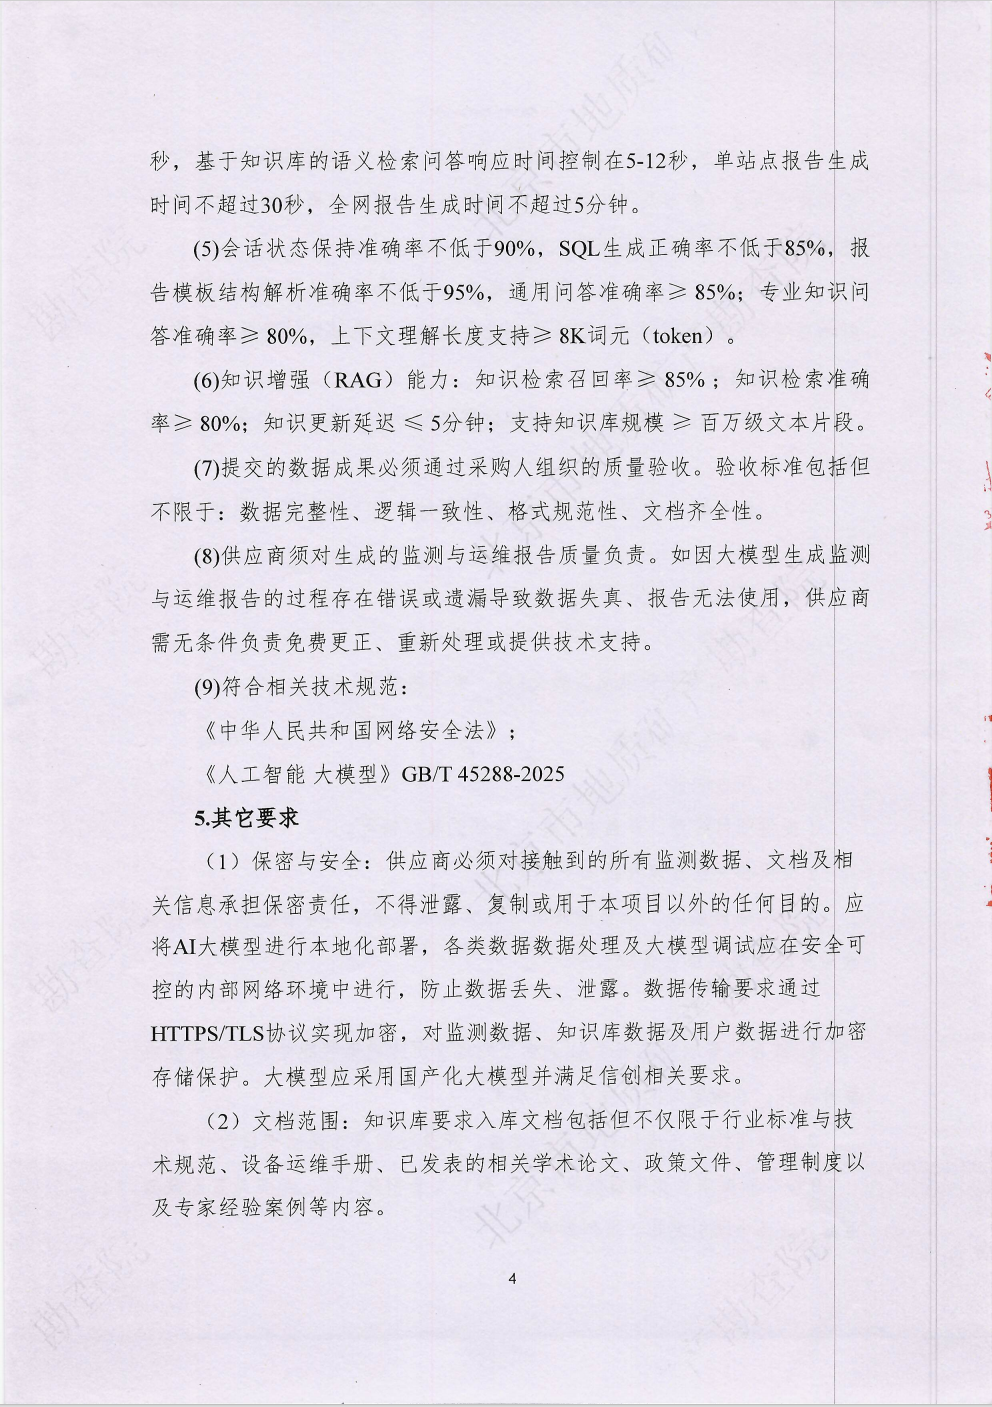 秒，基于知识库的语义检索问答响应时间控制在5-12秒，单站点报告生成
时间不超过30秒，全网报告生成时间不超过5分钟。
(5)会话状态保持准确率不低于90%，SQL生成正确率不低于85%，报
告模板结构解析准确率不低于95%，通用问答准确率≥ 85%；专业知识问
答准确率≥ 80%，上下文理解长度支持≥ 8K词元（token）。
(6)知识增强（RAG）能力：知识检索召回率≥ 85%；知识检索准确
率≥ 80%；知识更新延迟 ≤ 5分钟；支持知识库规模 ≥ 百万级文本片段。
(7)提交的数据成果必须通过采购人组织的质量验收。验收标准包括但
不限于：数据完整性、逻辑一致性、格式规范性、文档齐全性。
(8)供应商须对生成的监测与运维报告质量负责。如因大模型生成监测
与运维报告的过程存在错误或遗漏导致数据失真、报告无法使用，供应商
需无条件负责免费更正、重新处理或提供技术支持。
(9)符合相关技术规范：
《中华人民共和国网络安全法》；
《人工智能 大模型》GB/T 45288-2025
5.其它要求
（1）保密与安全：供应商必须对接触到的所有监测数据、文档及相
关信息承担保密责任，不得泄露、复制或用于本项目以外的任何目的。应
将AI大模型进行本地化部署，各类数据数据处理及大模型调试应在安全可
控的内部网络环境中进行，防止数据丢失、泄露。数据传输要求通过
HTTPS/TLS协议实现加密，对监测数据、知识库数据及用户数据进行加密
存储保护。大模型应采用国产化大模型并满足信创相关要求。
（2）文档范围：知识库要求入库文档包括但不仅限于行业标准与技
术规范、设备运维手册、已发表的相关学术论文、政策文件、管理制度以
及专家经验案例等内容。
4